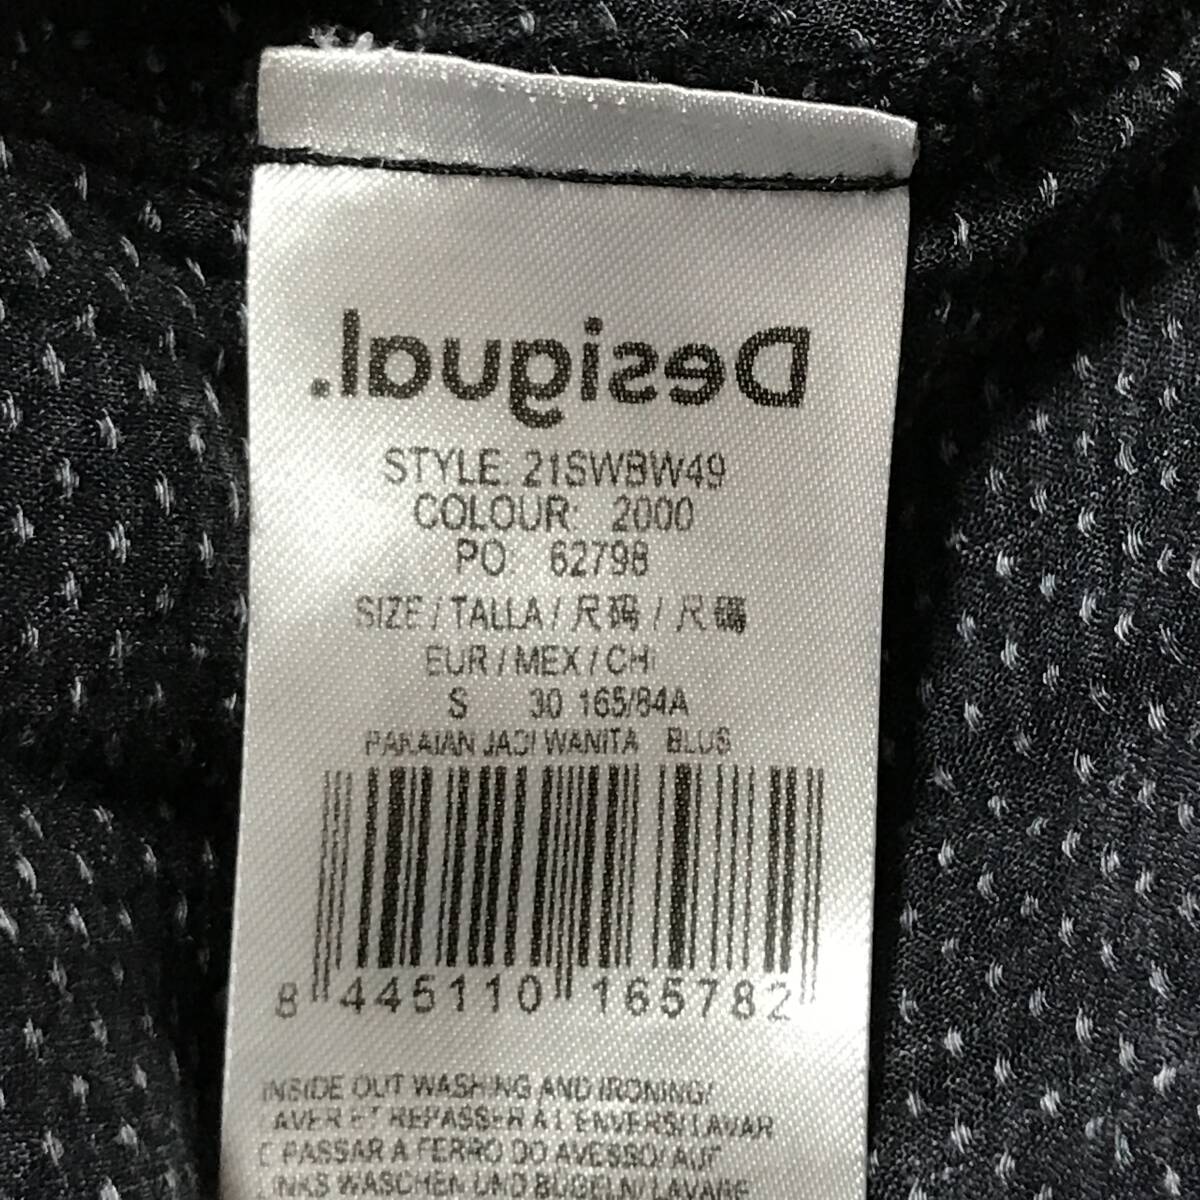 Desigual.
STYLE: 21SWBW49
COLOUR: 2000
PO: 62798
SIZE / TALLA / 尺码 / 尺碼
EUR / MEX / CHI
S 30 165/84A
PAKAIAN JADI WANITA BLUS
8 445110 165782
INSIDE OUT WASHING AND IRONING/
LAVER ET REPASSER A L'ENVERS/ LAVAR
E PASSAR A FERRO DO AVESSO/ AUF
LINKS WASCHEN UND BÜGELN/ LAVARE